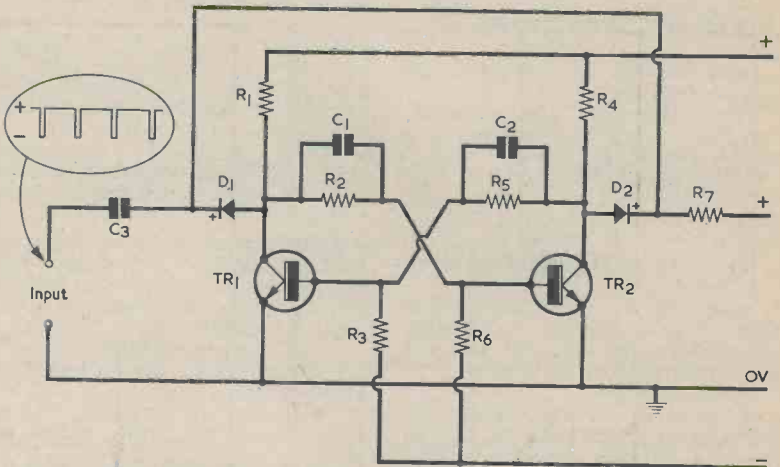 +
R1
R4
+
−
C1
C2
D1
R2
R5
D2
R7
+
+
+
C3
Input
TR1
TR2
R3
R6
OV
−